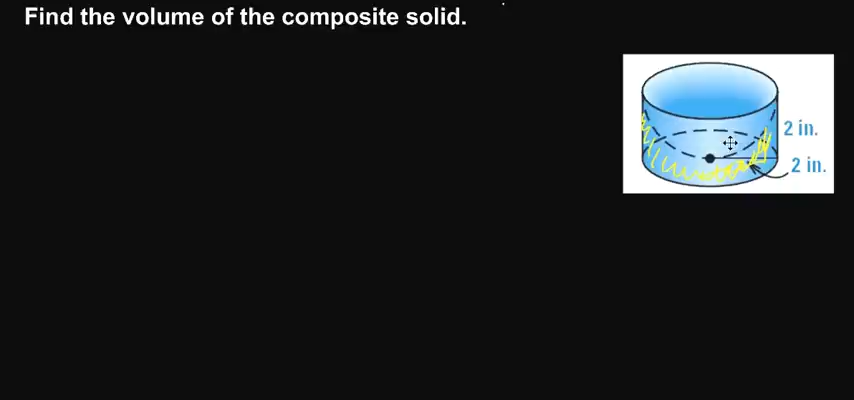 Find the volume of the composite solid.
2 in.
2 in.